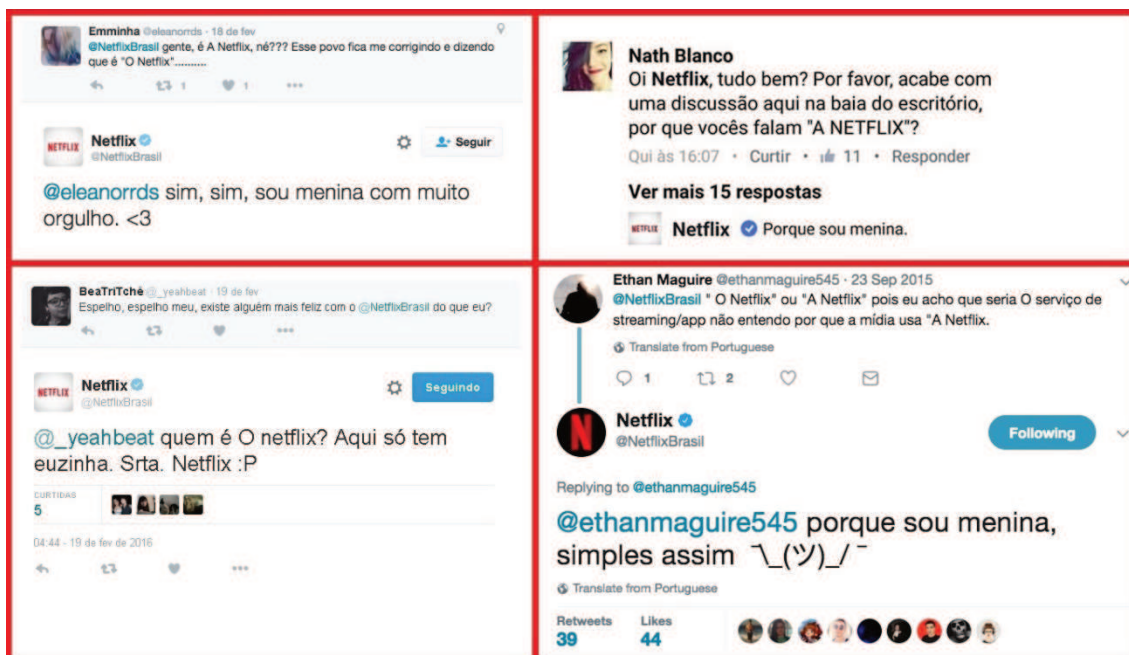 Emminha @eleanorrds · 18 de fev
@NetflixBrasil gente, é A Netflix, né??? Esse povo fica me corrigindo e dizendo
que é "O Netflix"..........
1 1
NETFLIX
Netflix
@NetflixBrasil
Seguir
@eleanorrds sim, sim, sou menina com muito
orgulho. <3
Nath Blanco
Oi Netflix, tudo bem? Por favor, acabe com
uma discussão aqui na baia do escritório,
por que vocês falam "A NETFLIX"?
Qui às 16:07 · Curtir · 11 · Responder
Ver mais 15 respostas
NETFLIX Netflix Porque sou menina.
BeaTriTché @_yeahbeat · 19 de fev
Espelho, espelho meu, existe alguém mais feliz com o @NetflixBrasil do que eu?
NETFLIX
Netflix
@NetflixBrasil
Seguindo
@_yeahbeat quem é O netflix? Aqui só tem
euzinha. Srta. Netflix :P
CURTIDAS
5
04:44 - 19 de fev de 2016
Ethan Maguire @ethanmaguire545 · 23 Sep 2015
@NetflixBrasil " O Netflix" ou "A Netflix" pois eu acho que seria O serviço de
streaming/app não entendo por que a mídia usa "A Netflix.
Translate from Portuguese
1 2
N
Netflix
@NetflixBrasil
Following
Replying to @ethanmaguire545
@ethanmaguire545 porque sou menina,
simples assim ¯\_(ツ)_/¯
Translate from Portuguese
Retweets Likes
39 44